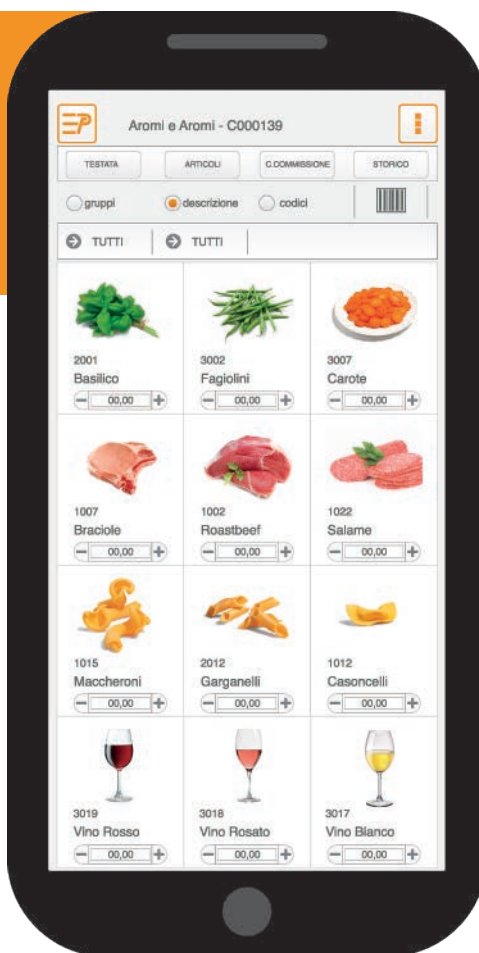 Aromi e Aromi - C000139
TESTATA ARTICOLI C.COMMISSIONE STORICO
gruppi descrizione codici
TUTTI TUTTI
2001 3002 3007
Basilico Fagiolini Carote
00,00 00,00 00,00
1007 1002 1022
Braciole Roastbeef Salame
00,00 00,00 00,00
1015 2012 1012
Maccheroni Garganelli Casoncelli
00,00 00,00 00,00
3019 3018 3017
Vino Rosso Vino Rosato Vino Bianco
00,00 00,00 00,00